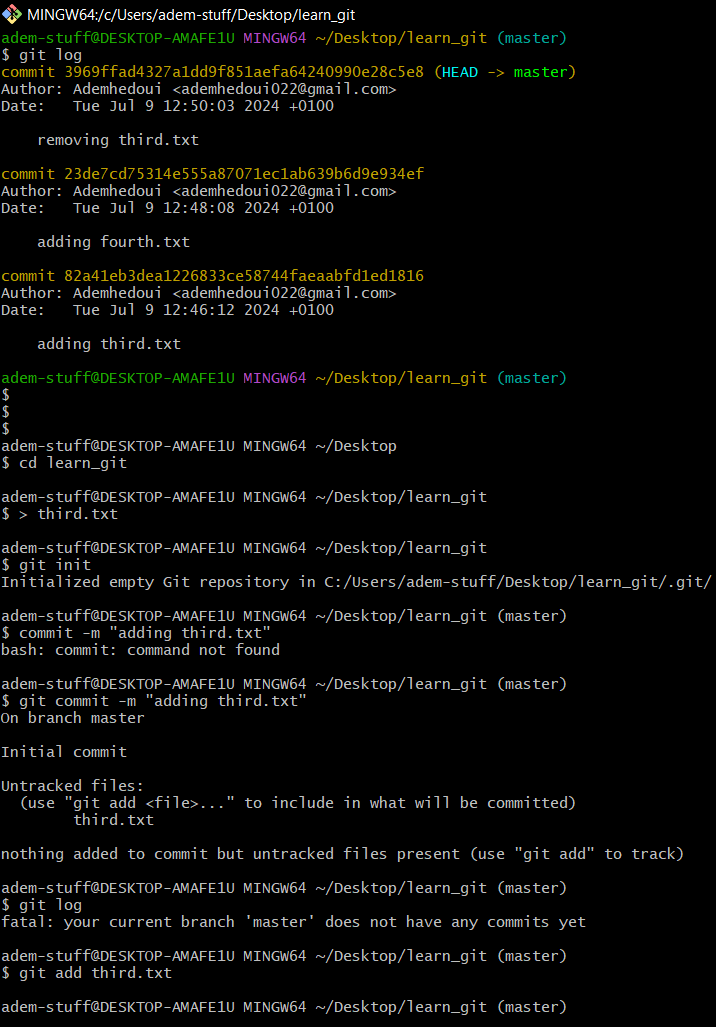 MINGW64:/c/Users/adem-stuff/Desktop/learn_git
adem-stuff@DESKTOP-AMAFE1U MINGW64 ~/Desktop/learn_git (master)
$ git log
commit 3969ffad4327a1dd9f851aefa64240990e28c5e8 (HEAD -> master)
Author: Ademhedoui <ademhedoui022@gmail.com>
Date:   Tue Jul 9 12:50:03 2024 +0100
    removing third.txt
commit 23de7cd75314e555a87071ec1ab639b6d9e934ef
Author: Ademhedoui <ademhedoui022@gmail.com>
Date:   Tue Jul 9 12:48:08 2024 +0100
    adding fourth.txt
commit 82a41eb3dea1226833ce58744faeaabfd1ed1816
Author: Ademhedoui <ademhedoui022@gmail.com>
Date:   Tue Jul 9 12:46:12 2024 +0100
    adding third.txt
adem-stuff@DESKTOP-AMAFE1U MINGW64 ~/Desktop/learn_git (master)
$
$
$
adem-stuff@DESKTOP-AMAFE1U MINGW64 ~/Desktop
$ cd learn_git
adem-stuff@DESKTOP-AMAFE1U MINGW64 ~/Desktop/learn_git
$ > third.txt
adem-stuff@DESKTOP-AMAFE1U MINGW64 ~/Desktop/learn_git
$ git init
Initialized empty Git repository in C:/Users/adem-stuff/Desktop/learn_git/.git/
adem-stuff@DESKTOP-AMAFE1U MINGW64 ~/Desktop/learn_git (master)
$ commit -m "adding third.txt"
bash: commit: command not found
adem-stuff@DESKTOP-AMAFE1U MINGW64 ~/Desktop/learn_git (master)
$ git commit -m "adding third.txt"
On branch master
Initial commit
Untracked files:
  (use "git add <file>..." to include in what will be committed)
        third.txt
nothing added to commit but untracked files present (use "git add" to track)
adem-stuff@DESKTOP-AMAFE1U MINGW64 ~/Desktop/learn_git (master)
$ git log
fatal: your current branch 'master' does not have any commits yet
adem-stuff@DESKTOP-AMAFE1U MINGW64 ~/Desktop/learn_git (master)
$ git add third.txt
adem-stuff@DESKTOP-AMAFE1U MINGW64 ~/Desktop/learn_git (master)